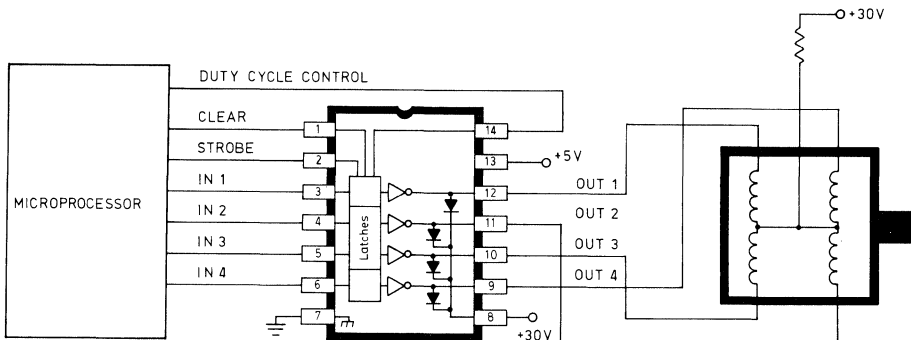 +30V
DUTY CYCLE CONTROL
CLEAR
1
14
STROBE
2
13
+5V
IN 1
3
12
OUT 1
MICROPROCESSOR
IN 2
4
Latches
11
OUT 2
IN 3
5
10
OUT 3
IN 4
6
9
OUT 4
7
8
+30V